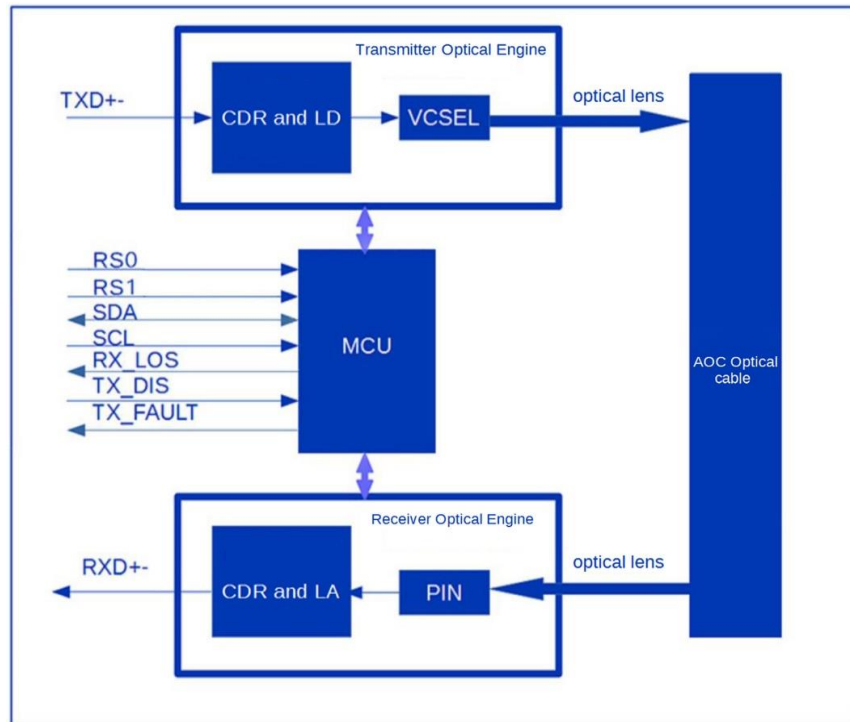 Transmitter Optical Engine
TXD+-
CDR and LD
VCSEL
optical lens
RS0
RS1
SDA
SCL
RX_LOS
TX_DIS
TX_FAULT
MCU
AOC Optical
cable
Receiver Optical Engine
RXD+-
CDR and LA
PIN
optical lens